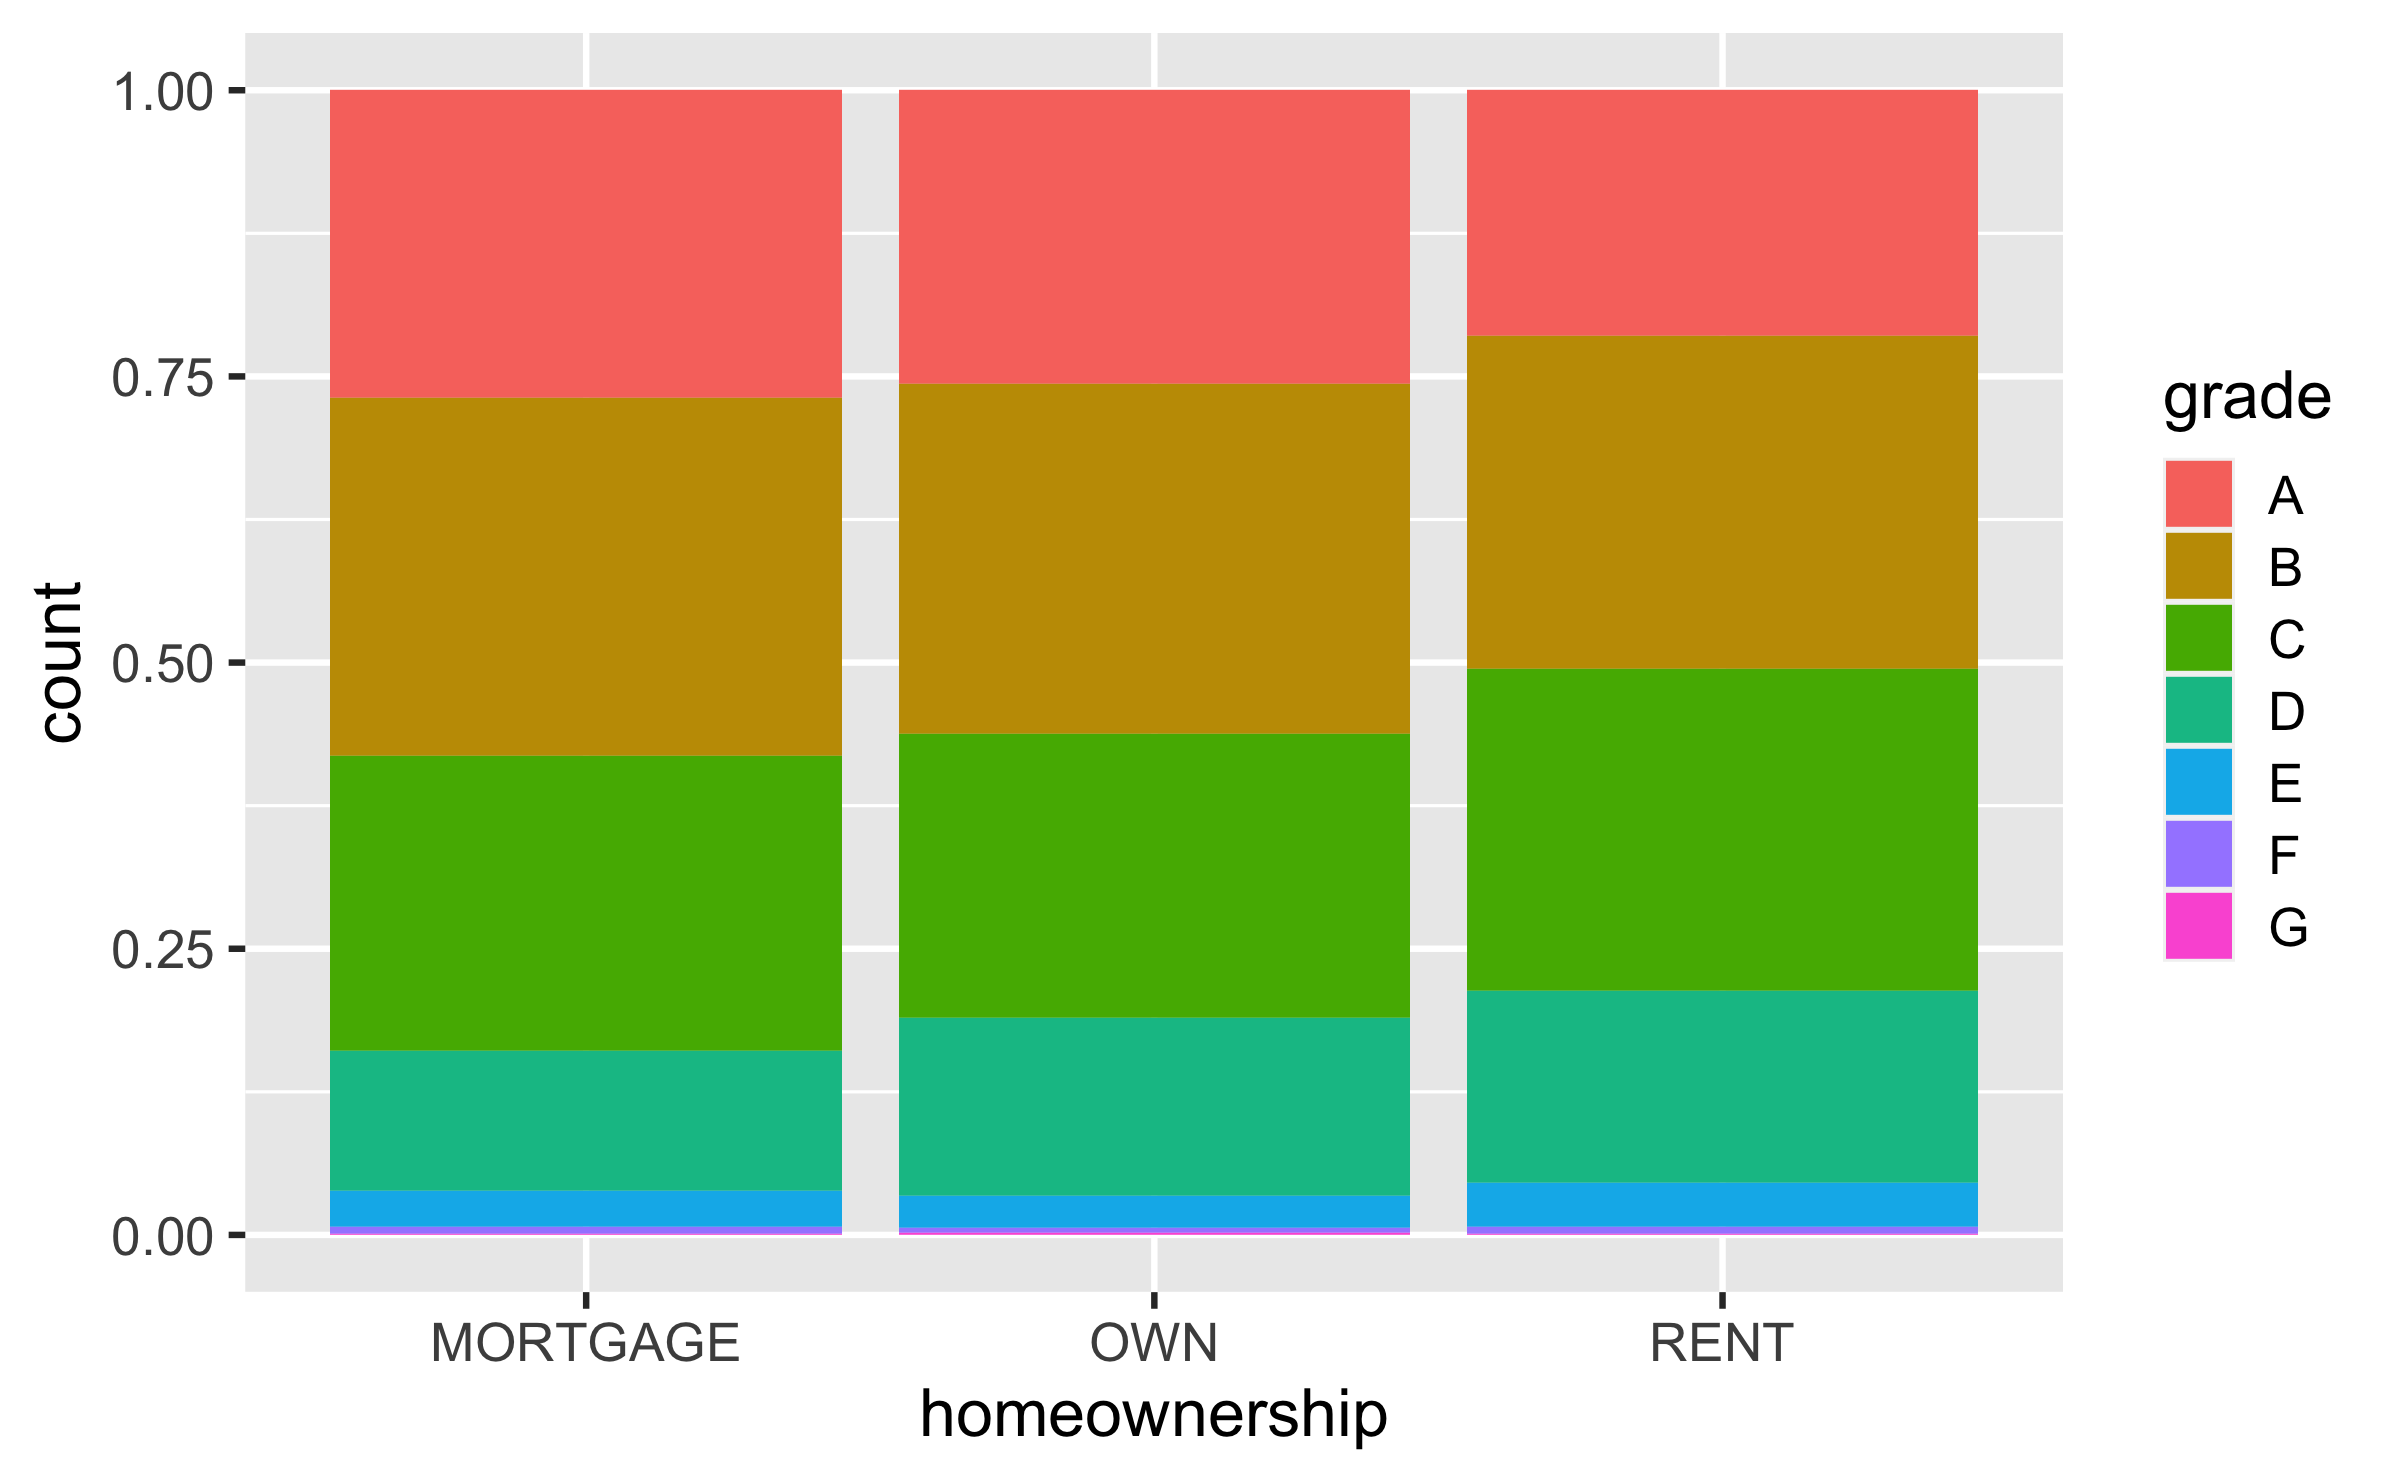 1.00
0.75
0.50
0.25
0.00
count
MORTGAGE
OWN
RENT
homeownership
grade
A
B
C
D
E
F
G